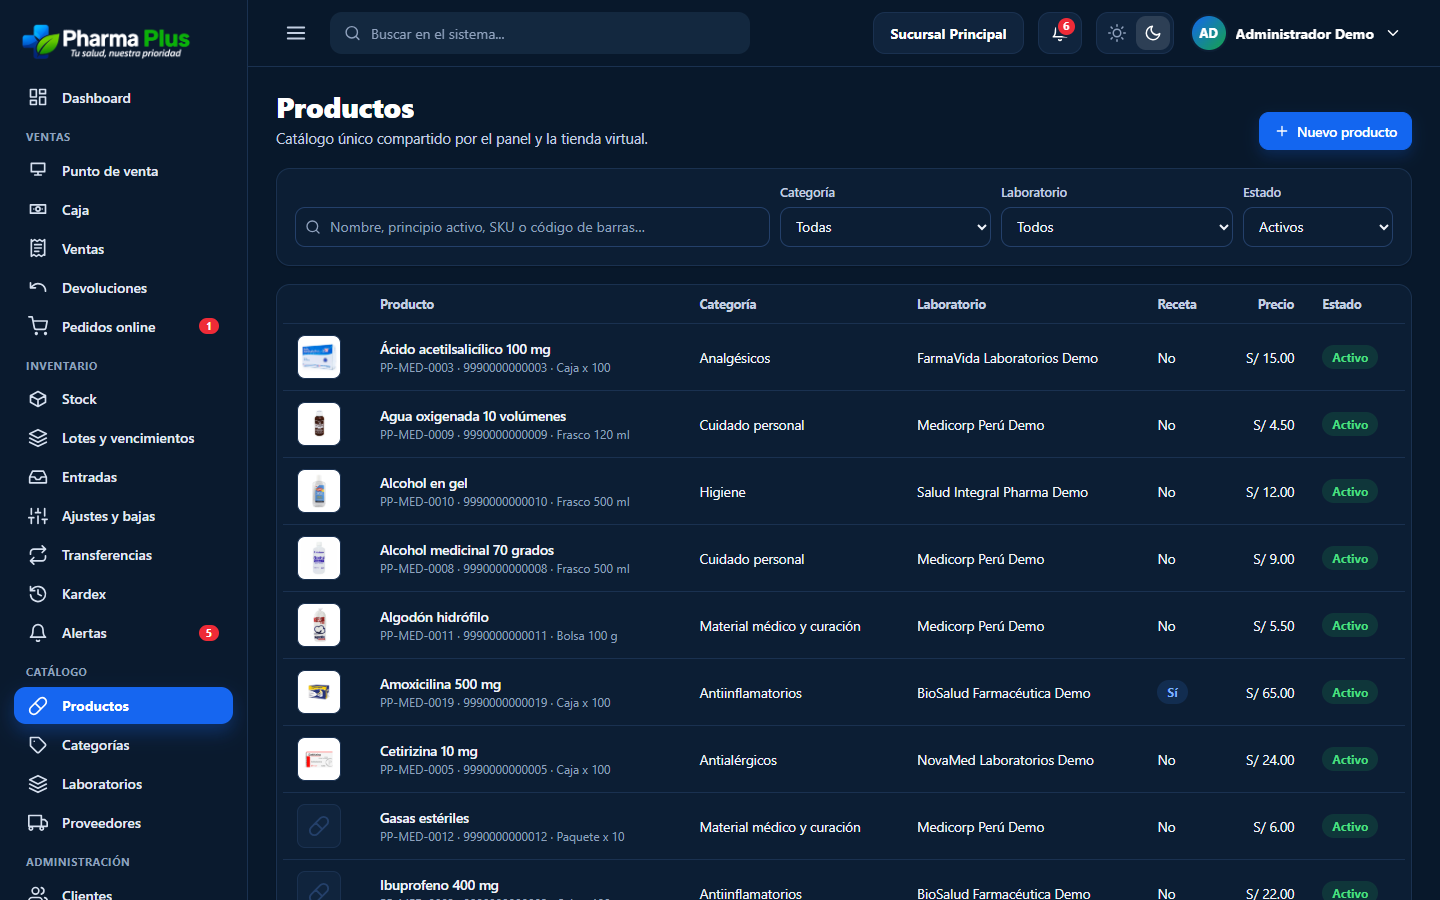 Pharma Plus
Tu salud, nuestra prioridad
Dashboard
VENTAS
Punto de venta
Caja
Ventas
Devoluciones
Pedidos online 1
INVENTARIO
Stock
Lotes y vencimientos
Entradas
Ajustes y bajas
Transferencias
Kardex
Alertas 5
CATÁLOGO
Productos
Categorías
Laboratorios
Proveedores
ADMINISTRACIÓN
Clientes
Buscar en el sistema...
Sucursal Principal
6
AD Administrador Demo
Productos
Catálogo único compartido por el panel y la tienda virtual.
+ Nuevo producto
Categoría Laboratorio Estado
Nombre, principio activo, SKU o código de barras... Todas Todos Activos
Producto Categoría Laboratorio Receta Precio Estado
Ácido acetilsalicílico 100 mg
PP-MED-0003 · 9990000000003 · Caja x 100
Analgésicos FarmaVida Laboratorios Demo No S/ 15.00 Activo
Agua oxigenada 10 volúmenes
PP-MED-0009 · 9990000000009 · Frasco 120 ml
Cuidado personal Medicorp Perú Demo No S/ 4.50 Activo
Alcohol en gel
PP-MED-0010 · 9990000000010 · Frasco 500 ml
Higiene Salud Integral Pharma Demo No S/ 12.00 Activo
Alcohol medicinal 70 grados
PP-MED-0008 · 9990000000008 · Frasco 500 ml
Cuidado personal Medicorp Perú Demo No S/ 9.00 Activo
Algodón hidrófilo
PP-MED-0011 · 9990000000011 · Bolsa 100 g
Material médico y curación Medicorp Perú Demo No S/ 5.50 Activo
Amoxicilina 500 mg
PP-MED-0019 · 9990000000019 · Caja x 100
Antiinflamatorios BioSalud Farmacéutica Demo Sí S/ 65.00 Activo
Cetirizina 10 mg
PP-MED-0005 · 9990000000005 · Caja x 100
Antialérgicos NovaMed Laboratorios Demo No S/ 24.00 Activo
Gasas estériles
PP-MED-0012 · 9990000000012 · Paquete x 10
Material médico y curación Medicorp Perú Demo No S/ 6.00 Activo
Ibuprofeno 400 mg
Antiinflamatorios BioSalud Farmacéutica Demo No S/ 22.00 Activo